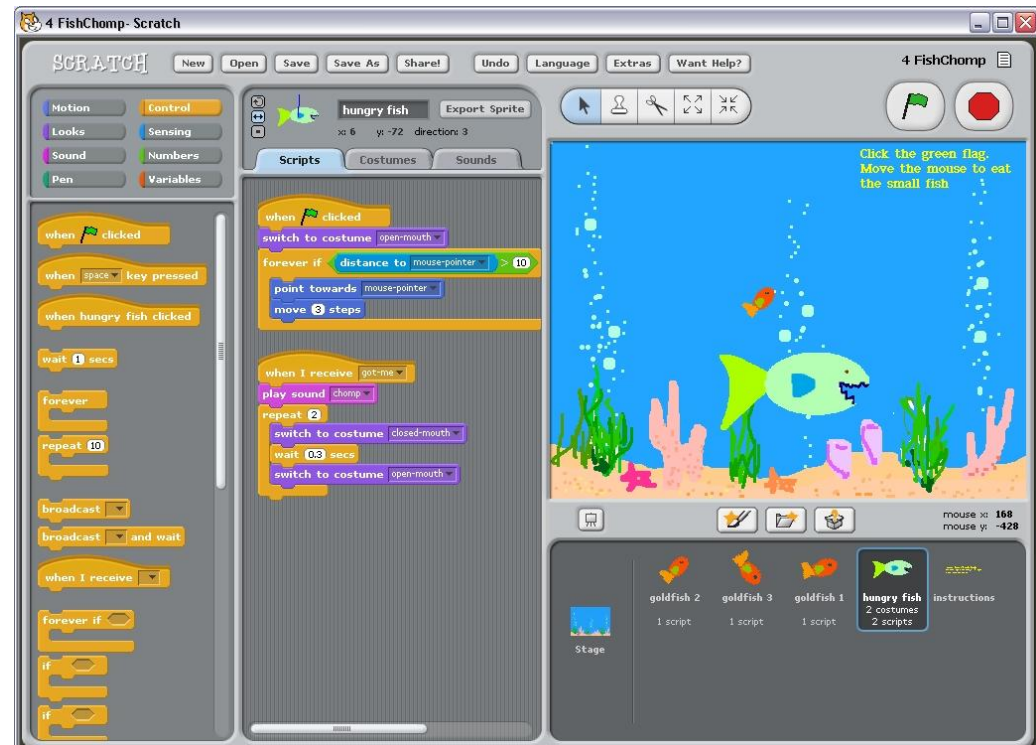 4 FishChomp- Scratch
SCRATCH New Open Save Save As Share! Undo Language Extras Want Help? 4 FishChomp
Motion Control
Looks Sensing
Sound Numbers
Pen Variables
when clicked
when space key pressed
when hungry fish clicked
wait 1 secs
forever
repeat 10
broadcast
broadcast and wait
when I receive
forever if
if
if
hungry fish Export Sprite
x: 6 y: -72 direction: 3
Scripts Costumes Sounds
when clicked
switch to costume open-mouth
forever if distance to mouse-pointer > 10
point towards mouse-pointer
move 3 steps
when I receive got-me
play sound chomp
repeat 2
switch to costume closed-mouth
wait 0.3 secs
switch to costume open-mouth
Click the green flag.
Move the mouse to eat
the small fish
mouse x: 168
mouse y: -428
Stage
goldfish 2
1 script
goldfish 3
1 script
goldfish 1
1 script
hungry fish
2 costumes
2 scripts
instructions